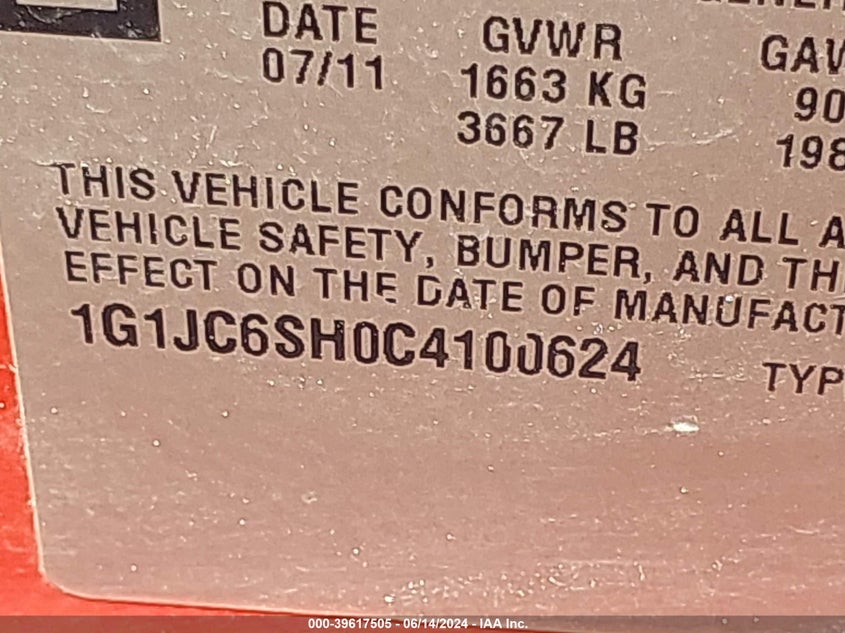 DATE
07/11
GVWR
1663 KG
3667 LB
THIS VEHICLE CONFORMS TO ALL
VEHICLE SAFETY, BUMPER, AND
EFFECT ON THE DATE OF
1G1JC6SH0C4100624
000-39617505 - 06/14/2024 - IAA Inc.